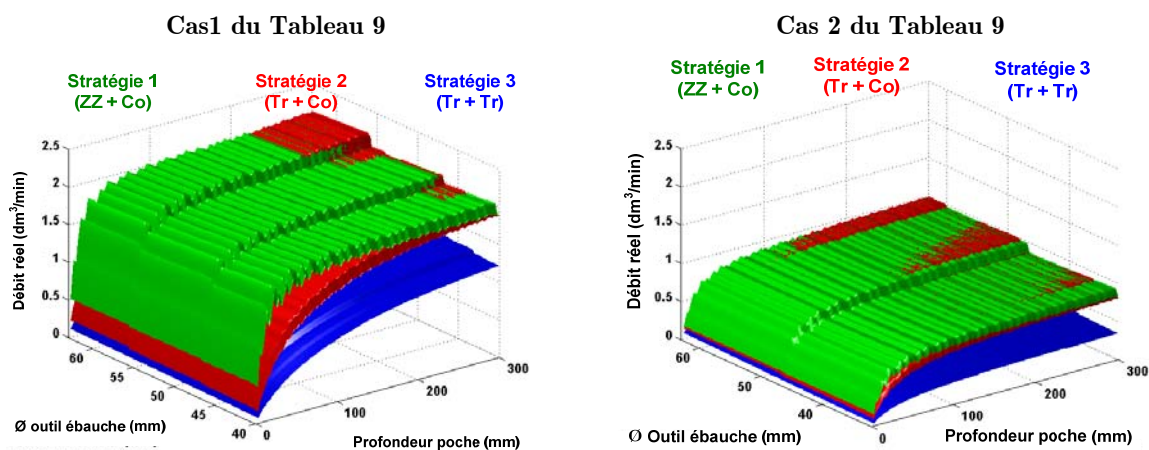 Cas1 du Tableau 9
Stratégie 1
(ZZ + Co)
Stratégie 2
(Tr + Co)
Stratégie 3
(Tr + Tr)
Débit réel (dm³/min)
2.5
2
1.5
1
0.5
0
60
55
50
45
40
0
100
200
300
Ø outil ébauche (mm)
Profondeur poche (mm)
Cas 2 du Tableau 9
Stratégie 1
(ZZ + Co)
Stratégie 2
(Tr + Co)
Stratégie 3
(Tr + Tr)
Débit réel (dm³/min)
2.5
2
1.5
1
0.5
0
60
50
40
0
100
200
300
Ø Outil ébauche (mm)
Profondeur poche (mm)